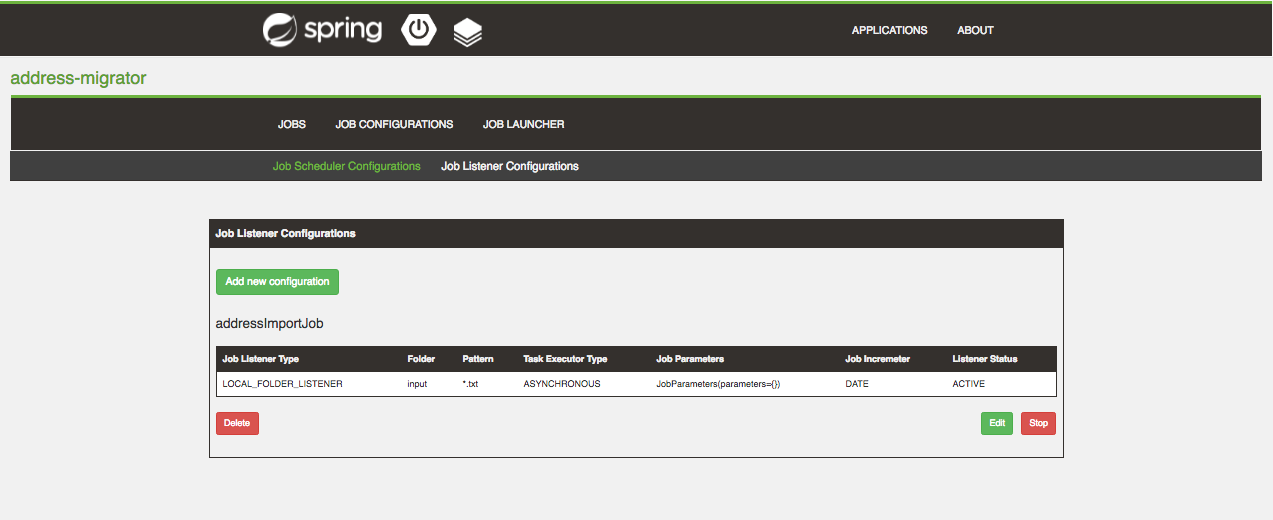 spring APPLICATIONS ABOUT
address-migrator
JOBS JOB CONFIGURATIONS JOB LAUNCHER
Job Scheduler Configurations Job Listener Configurations
Job Listener Configurations
Add new configuration
addressImportJob
Job Listener Type Folder Pattern Task Executor Type Job Parameters Job Incremeter Listener Status
LOCAL_FOLDER_LISTENER input *.txt ASYNCHRONOUS JobParameters(parameters={}) DATE ACTIVE
Delete Edit Stop